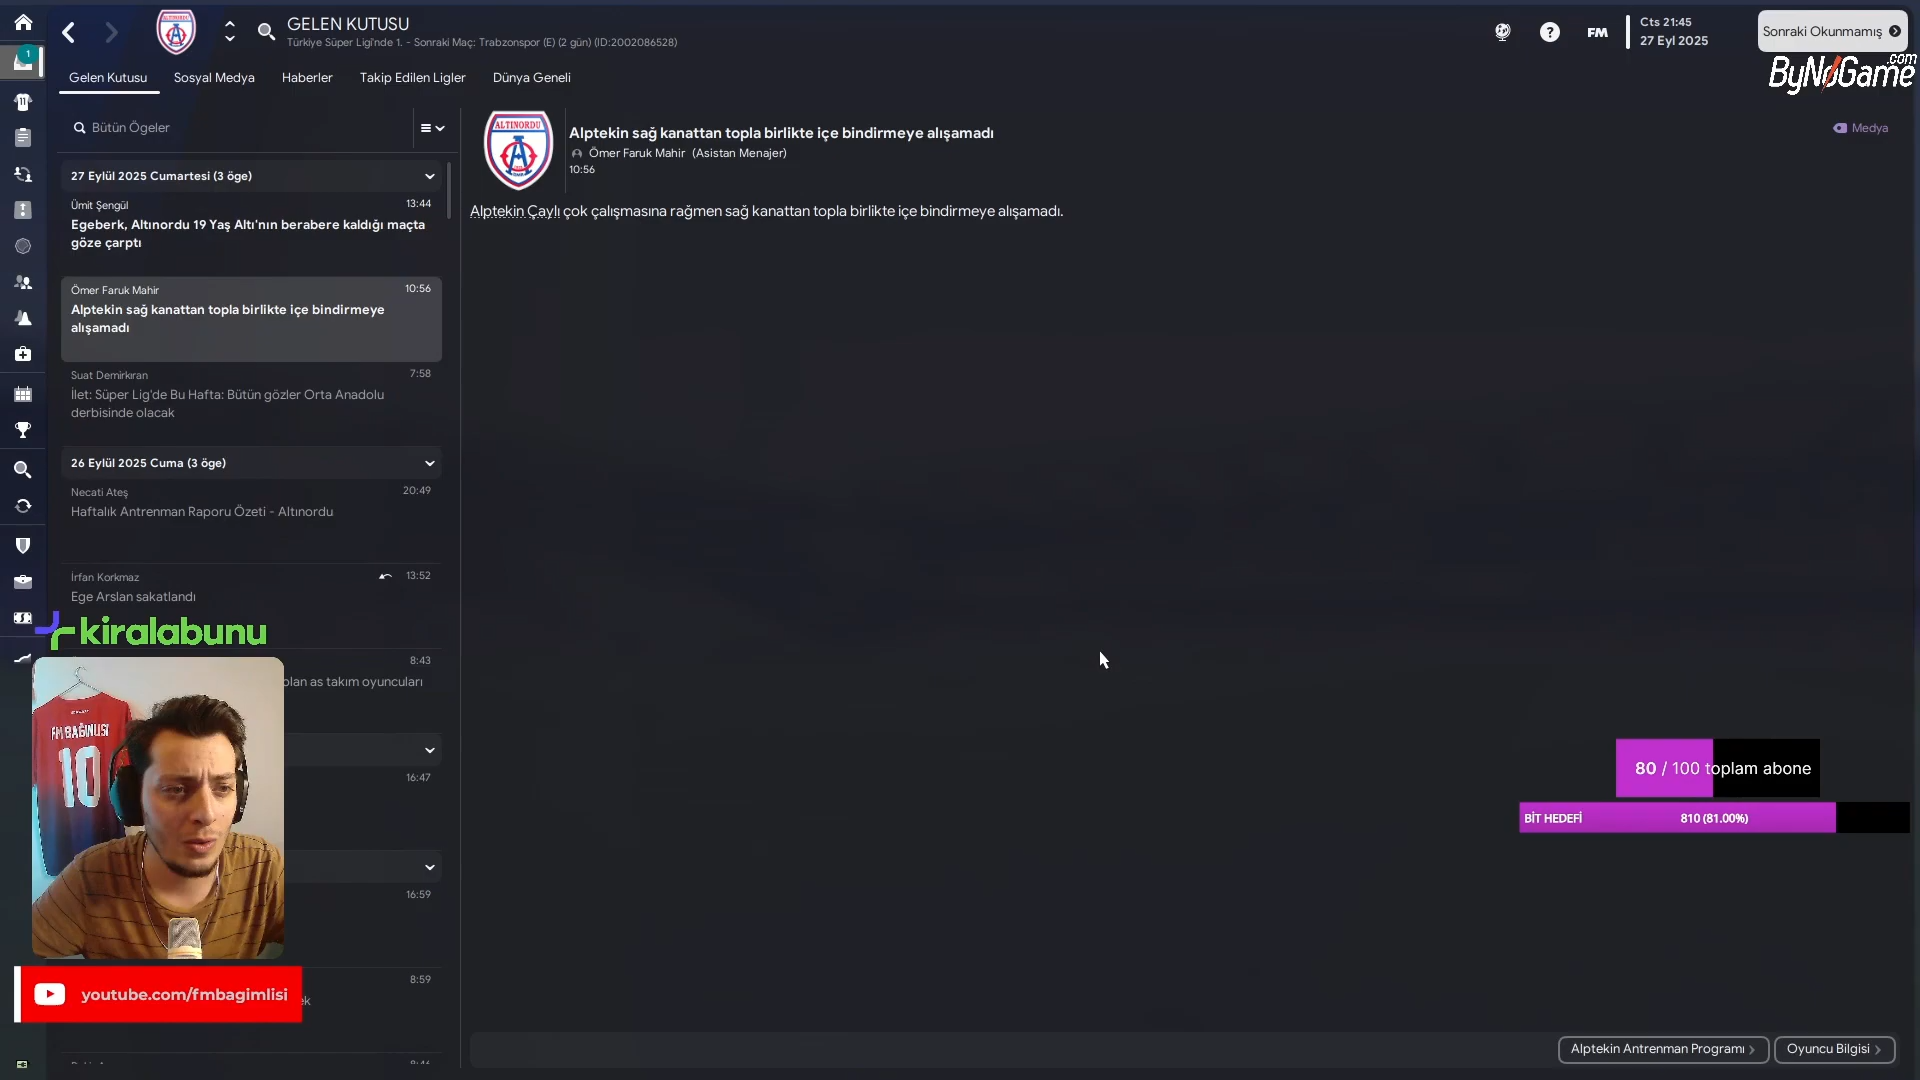 GELEN KUTUSU
Türkiye Süper Ligi'nde 1. - Sonraki Maç: Trabzonspor (E) (2 gün) (ID:2002086528)
FM
Cts 21:45
27 Eyl 2025
Sonraki Okunmamış
ByNoGame.com
1
11
Gelen Kutusu
Sosyal Medya
Haberler
Takip Edilen Ligler
Dünya Geneli
Bütün Ögeler
27 Eylül 2025 Cumartesi (3 öge)
Ümit Şengül 13:44
Egeberk, Altınordu 19 Yaş Altı'nın berabere kaldığı maçta
göze çarptı
Ömer Faruk Mahir 10:56
Alptekin sağ kanattan topla birlikte içe bindirmeye
alışamadı
Suat Demirkıran 7:58
İlet: Süper Lig'de Bu Hafta: Bütün gözler Orta Anadolu
derbisinde olacak
26 Eylül 2025 Cuma (3 öge)
Necati Ateş 20:49
Haftalık Antrenman Raporu Özeti - Altınordu
İrfan Korkmaz 13:52
Ege Arslan sakatlandı
8:43
olan as takım oyuncuları
16:47
16:59
8:59
ek
ALTINORDU
Alptekin sağ kanattan topla birlikte içe bindirmeye alışamadı
Ömer Faruk Mahir (Asistan Menajer)
10:56
Medya
Alptekin Çaylı çok çalışmasına rağmen sağ kanattan topla birlikte içe bindirmeye alışamadı.
kiralabunu
FM BAĞIMLISI
10
youtube.com/fmbagimlisi
80 / 100 toplam abone
BİT HEDEFİ 810 (81.00%)
Alptekin Antrenman Programı
Oyuncu Bilgisi